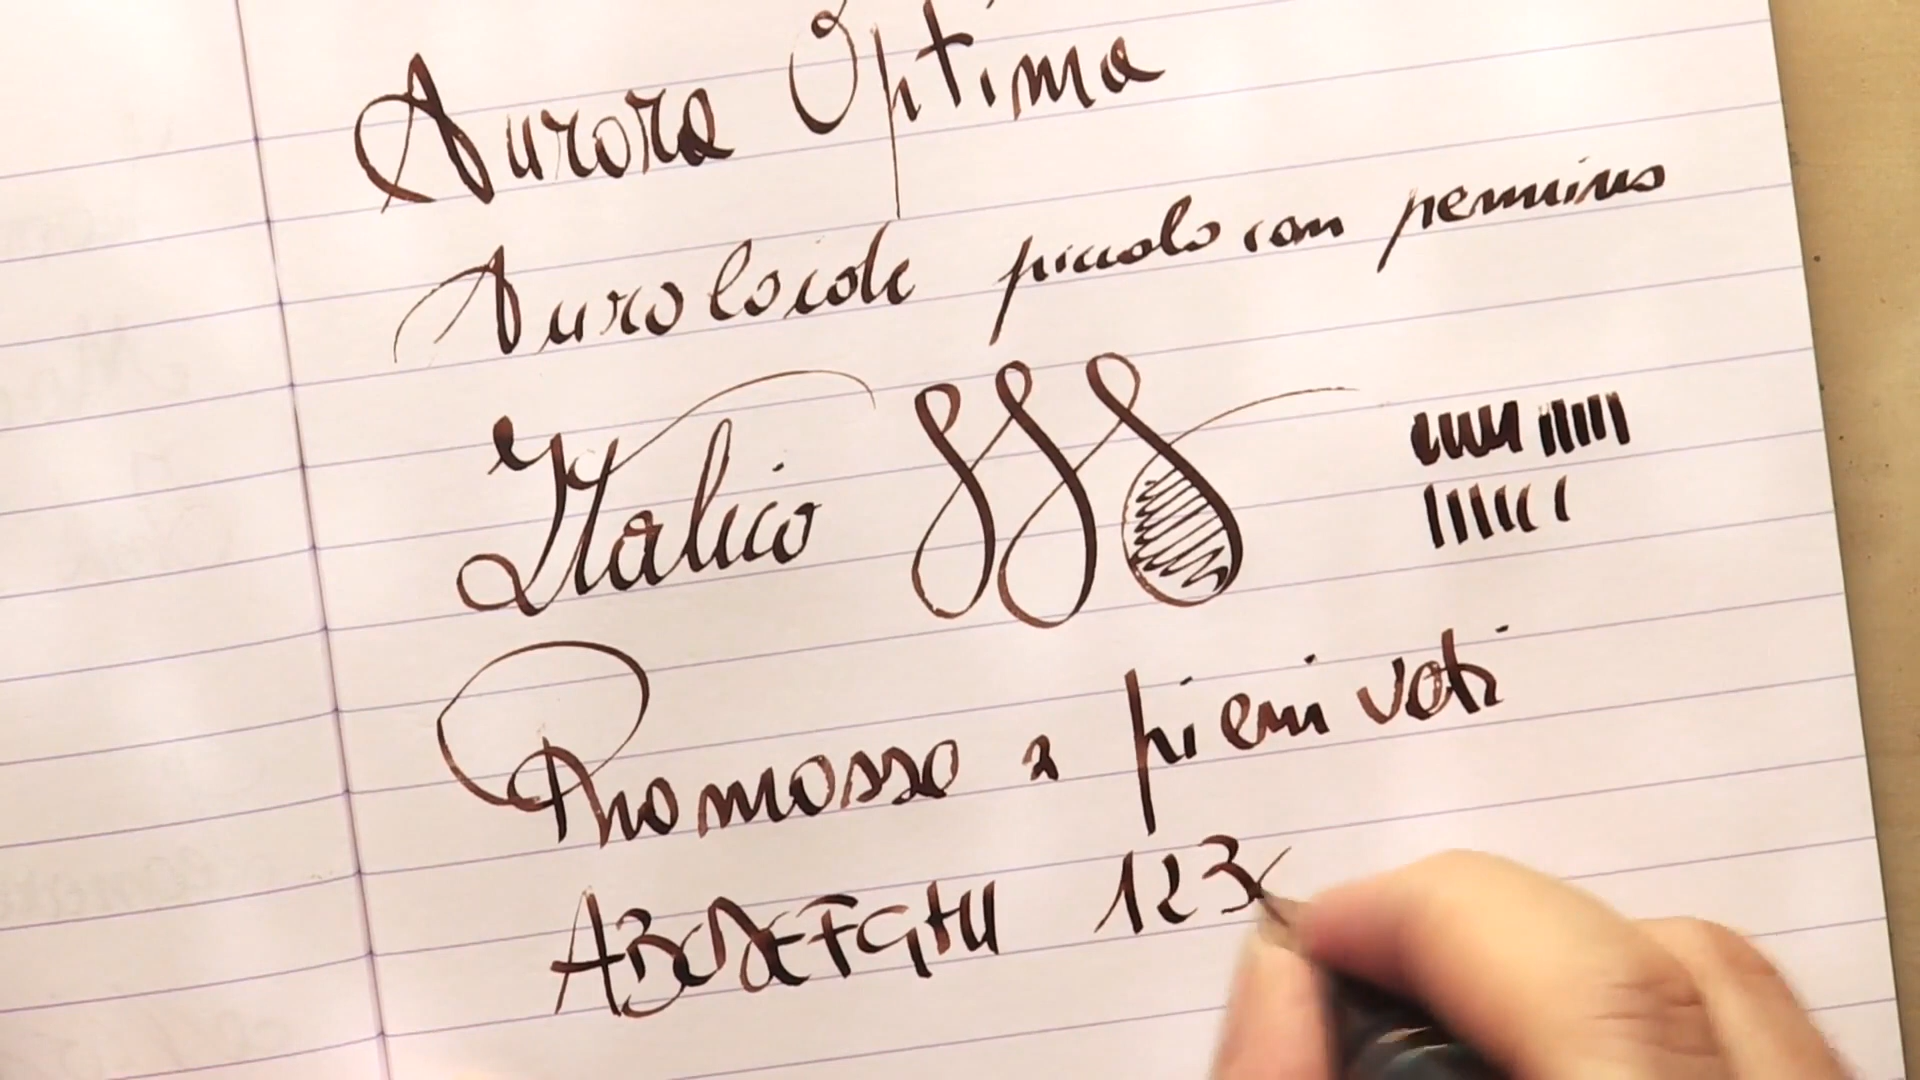 Aurora Optima
Auroloide piccolo con pennino
Italico
Promosso a pieni voti
ABCDEFGHI 123